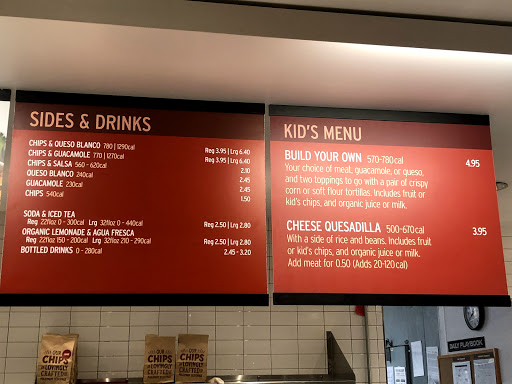 SIDES & DRINKS
CHIPS & QUESO BLANCO 780 | 1290cal Reg 3.95 | Lrg 6.40
CHIPS & GUACAMOLE 770 | 1270cal Reg 3.95 | Lrg 6.40
CHIPS & SALSA 560 - 620cal 2.10
QUESO BLANCO 240cal 2.45
GUACAMOLE 230cal 2.45
CHIPS 540cal 1.50
SODA & ICED TEA
Reg 22floz 0 - 300cal Lrg 32floz 0 - 440cal Reg 2.50 | Lrg 2.80
ORGANIC LEMONADE & AGUA FRESCA
Reg 22floz 150 - 200cal Lrg 32floz 210 - 290cal Reg 2.50 | Lrg 2.80
BOTTLED DRINKS 0 - 280cal 2.45 - 3.20
KID'S MENU
BUILD YOUR OWN 570-780cal 4.95
Your choice of meat, guacamole, or queso,
and two toppings to go with a pair of crispy
corn or soft flour tortillas. Includes fruit
or kid's chips, and organic juice or milk.
CHEESE QUESADILLA 500-670cal 3.95
With a side of rice and beans. Includes fruit
or kid's chips, and organic juice or milk.
Add meat for 0.50 (Adds 20-120cal)
CHIPS
LOVINGLY
CRAFTED
CHIPS
LOVINGLY
CRAFTED
CHIPS
LOVINGLY
CRAFTED
DAILY PLAYBOOK